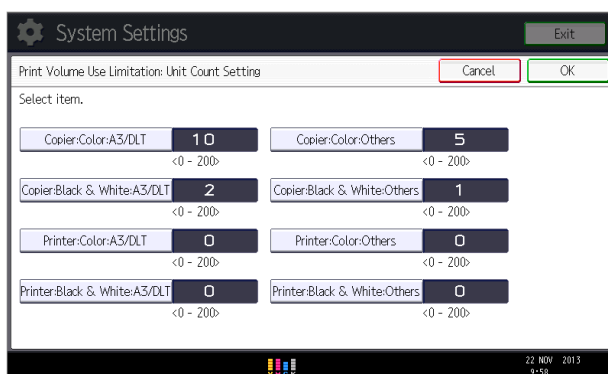 System Settings
Exit
Print Volume Use Limitation: Unit Count Setting
Cancel
OK
Select item.
Copier:Color:A3/DLT 10 Copier:Color:Others 5
<0 - 200> <0 - 200>
Copier:Black & White:A3/DLT 2 Copier:Black & White:Others 1
<0 - 200> <0 - 200>
Printer:Color:A3/DLT 0 Printer:Color:Others 0
<0 - 200> <0 - 200>
Printer:Black & White:A3/DLT 0 Printer:Black & White:Others 0
<0 - 200> <0 - 200>
22 NOV 2013
9:58